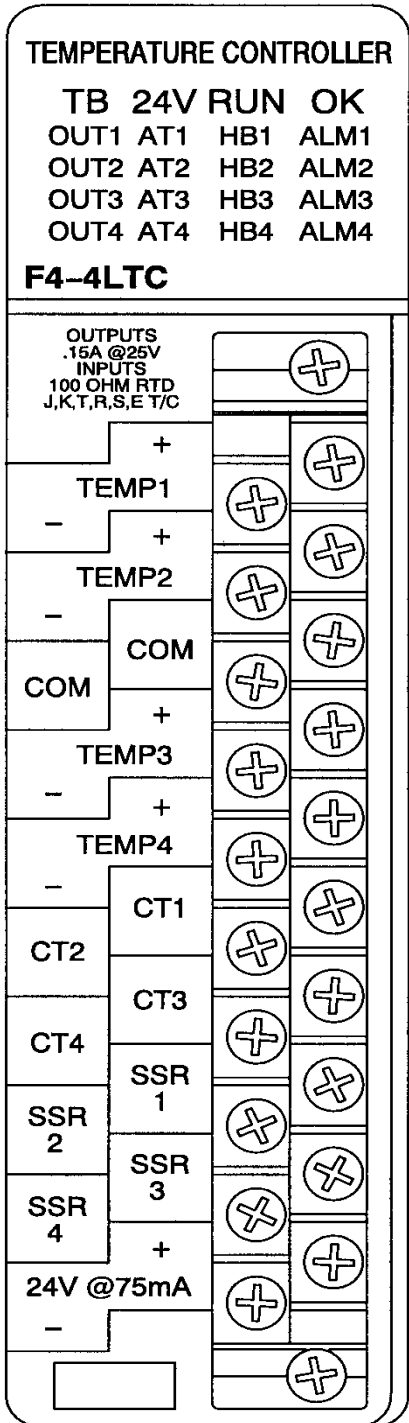 TEMPERATURE CONTROLLER
TB 24V RUN OK
OUT1 AT1 HB1 ALM1
OUT2 AT2 HB2 ALM2
OUT3 AT3 HB3 ALM3
OUT4 AT4 HB4 ALM4
F4–4LTC
OUTPUTS
.15A @25V
INPUTS
100 OHM RTD
J,K,T,R,S,E T/C
+
TEMP1
–
+
TEMP2
–
COM
COM
+
TEMP3
–
+
TEMP4
–
CT1
CT2
CT3
CT4
SSR
1
SSR
2
SSR
3
SSR
4
+
24V @75mA
–